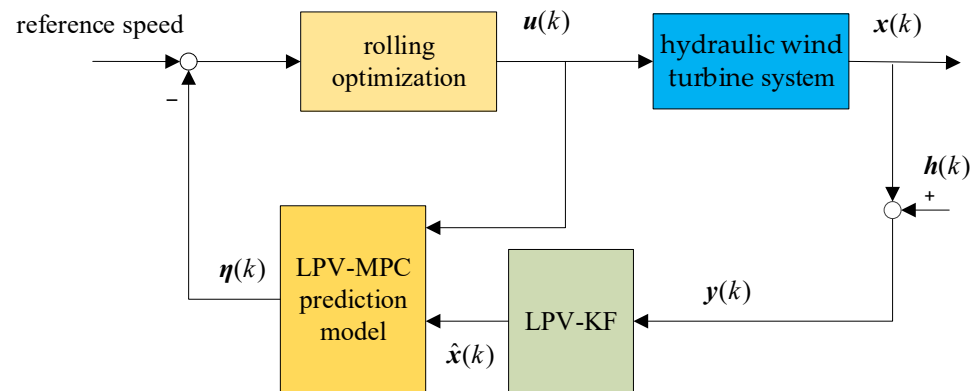 reference speed
−
rolling
optimization
u(k)
hydraulic wind
turbine system
x(k)
h(k)
+
η(k)
LPV-MPC
prediction
model
x̂(k)
LPV-KF
y(k)